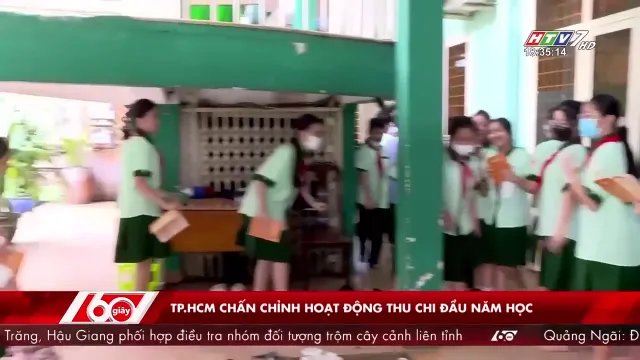 HTV7 HD
18:35:14
60 giây
TP.HCM CHẤN CHỈNH HOẠT ĐỘNG THU CHI ĐẦU NĂM HỌC
Trăng, Hậu Giang phối hợp điều tra nhóm đối tượng trộm cây cảnh liên tỉnh 60 Quảng Ngãi: Đ